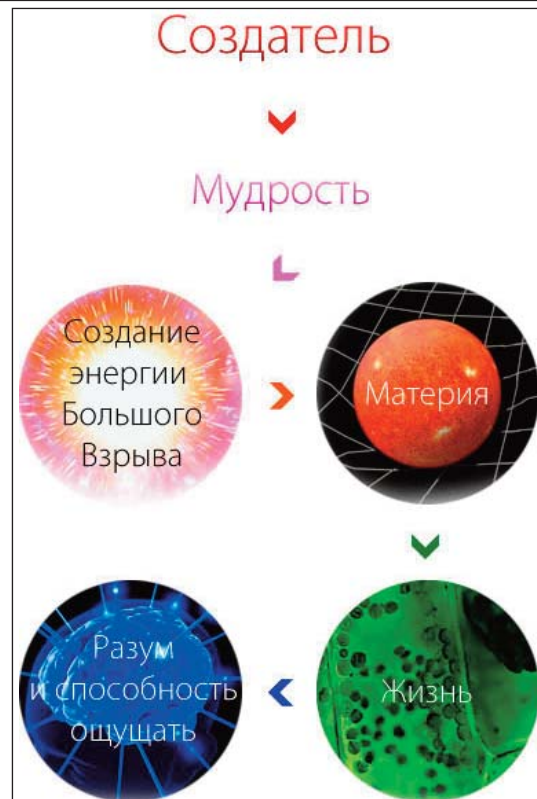 Создатель
Мудрость
Создание
энергии
Большого
Взрыва
Материя
Жизнь
Разум
и способность
ощущать